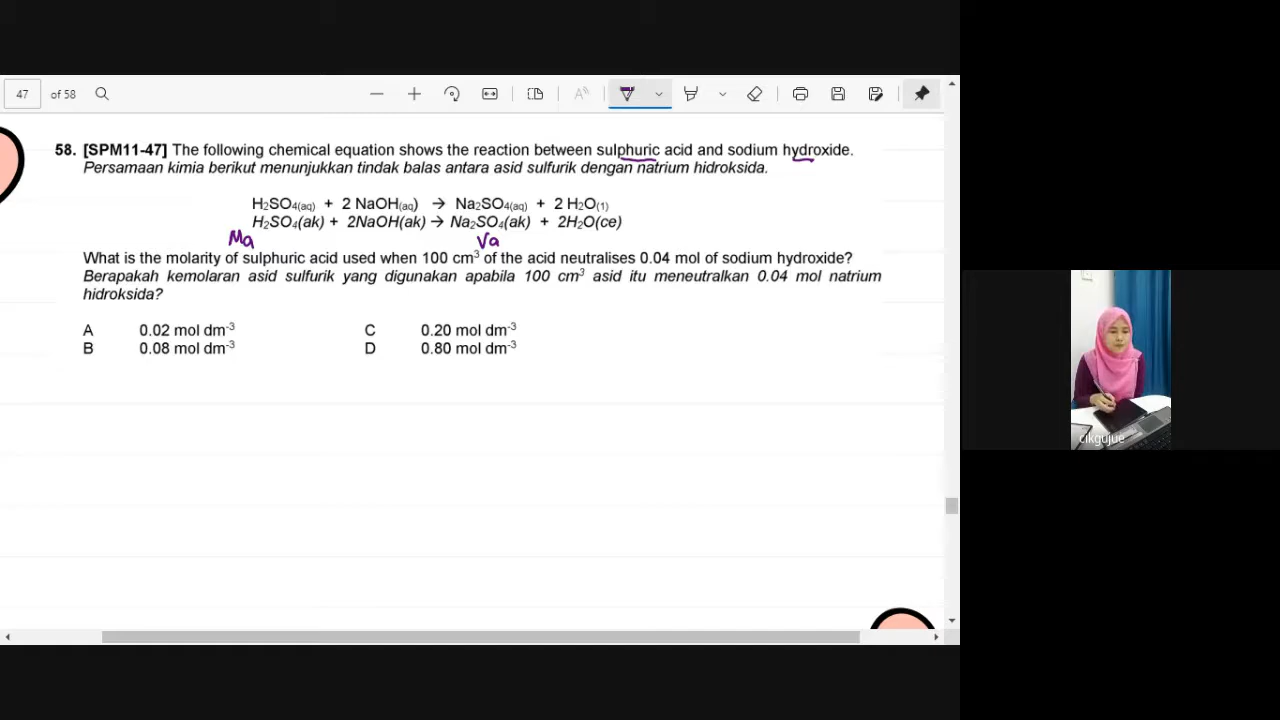 47 of 58
58. [SPM11-47] The following chemical equation shows the reaction between sulphuric acid and sodium hydroxide.
Persamaan kimia berikut menunjukkan tindak balas antara asid sulfurik dengan natrium hidroksida.
H₂SO₄(aq) + 2 NaOH(aq) → Na₂SO₄(aq) + 2 H₂O(1)
H₂SO₄(ak) + 2NaOH(ak) → Na₂SO₄(ak) + 2H₂O(ce)
Ma Va
What is the molarity of sulphuric acid used when 100 cm³ of the acid neutralises 0.04 mol of sodium hydroxide?
Berapakah kemolaran asid sulfurik yang digunakan apabila 100 cm³ asid itu meneutralkan 0.04 mol natrium
hidroksida?
A 0.02 mol dm⁻³ C 0.20 mol dm⁻³
B 0.08 mol dm⁻³ D 0.80 mol dm⁻³
cikgujue